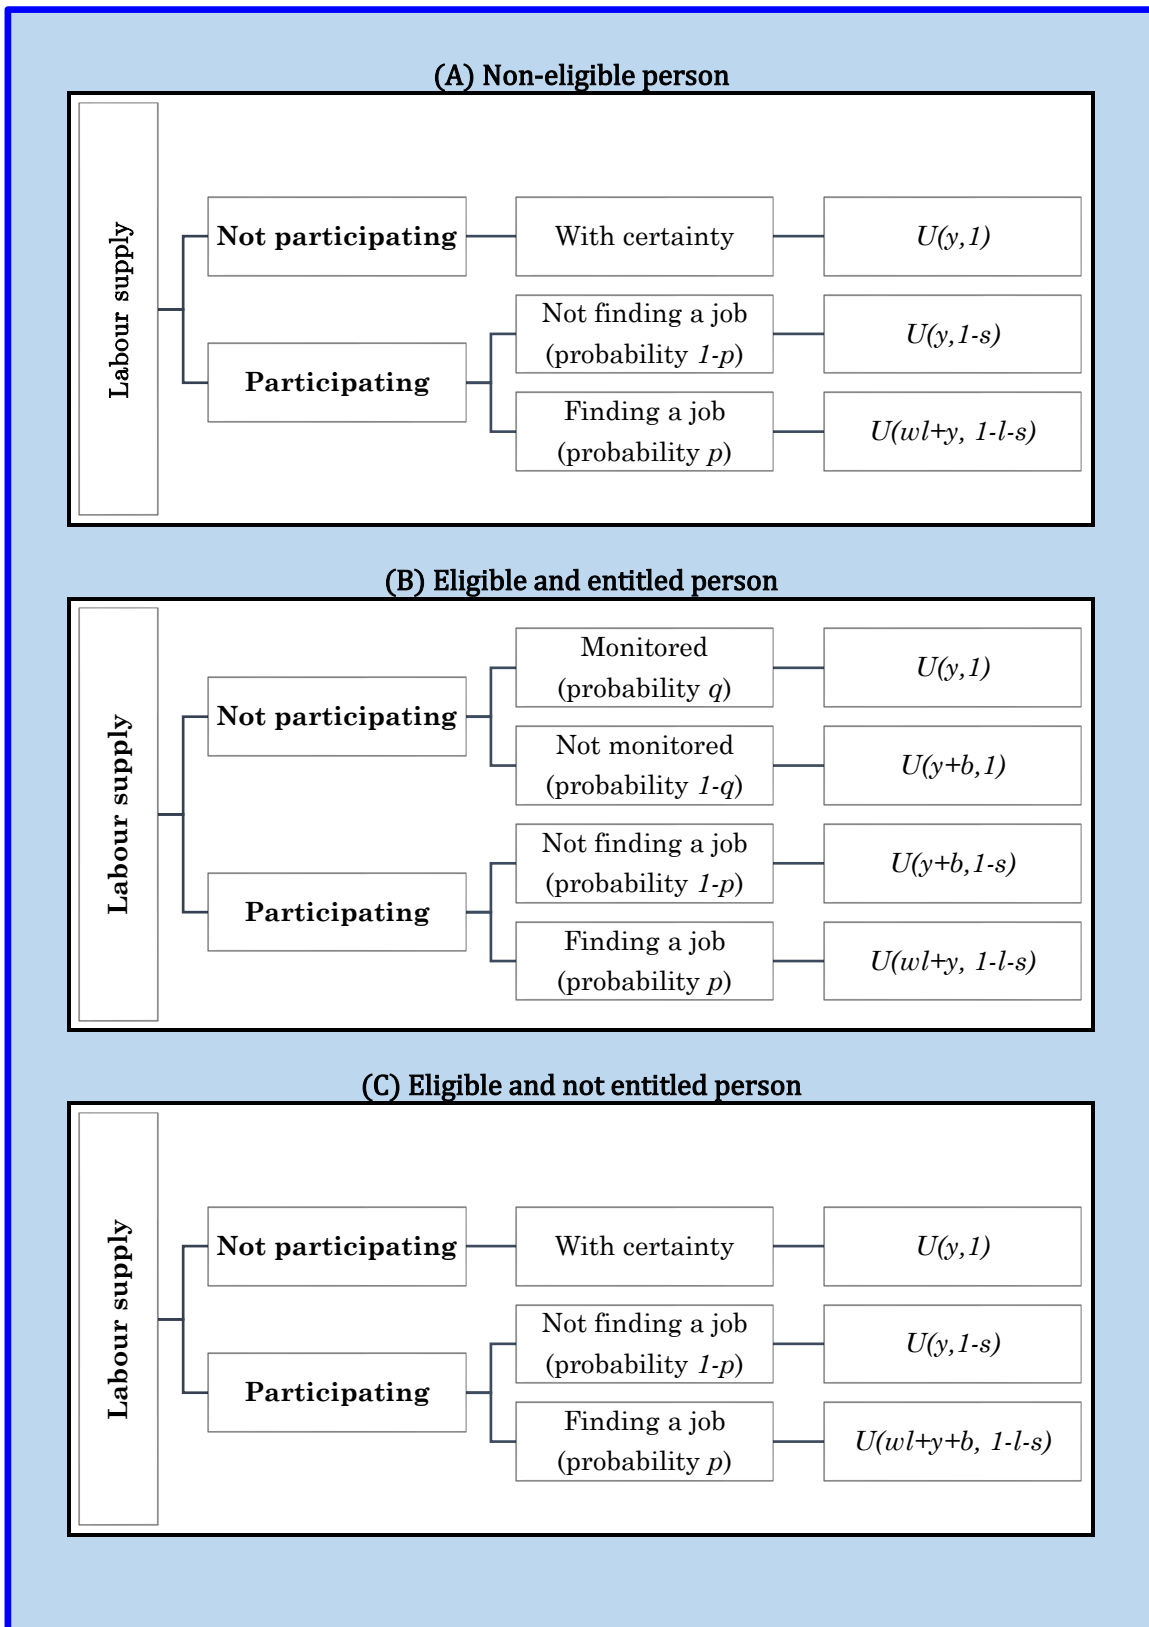 (A) Non-eligible person
Labour supply
Not participating
With certainty
U(y,1)
Participating
Not finding a job
(probability 1-p)
U(y,1-s)
Finding a job
(probability p)
U(wl+y, 1-l-s)
(B) Eligible and entitled person
Labour supply
Not participating
Monitored
(probability q)
U(y,1)
Not monitored
(probability 1-q)
U(y+b,1)
Participating
Not finding a job
(probability 1-p)
U(y+b,1-s)
Finding a job
(probability p)
U(wl+y, 1-l-s)
(C) Eligible and not entitled person
Labour supply
Not participating
With certainty
U(y,1)
Participating
Not finding a job
(probability 1-p)
U(y,1-s)
Finding a job
(probability p)
U(wl+y+b, 1-l-s)